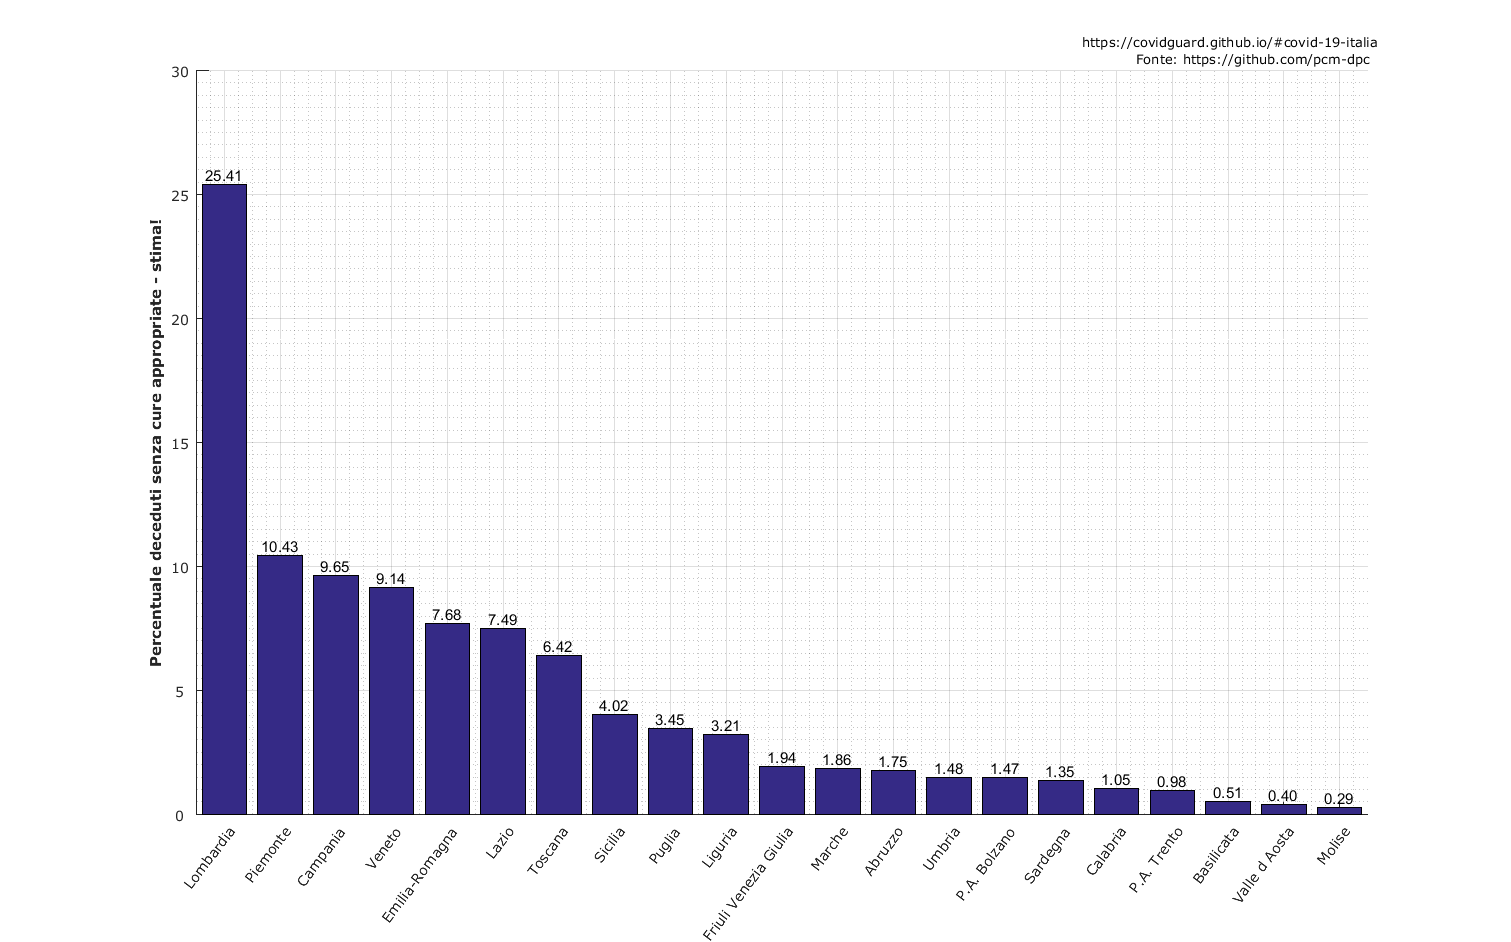 https://covidguard.github.io/#covid-19-italia
Fonte: https://github.com/pcm-dpc
Percentuale deceduti senza cure appropriate - stima!
30
25
20
15
10
5
0
25.41
10.43
9.65
9.14
7.68
7.49
6.42
4.02
3.45
3.21
1.94
1.86
1.75
1.48
1.47
1.35
1.05
0.98
0.51
0.40
0.29
Lombardia
Piemonte
Campania
Veneto
Emilia-Romagna
Lazio
Toscana
Sicilia
Puglia
Liguria
Friuli Venezia Giulia
Marche
Abruzzo
Umbria
P.A. Bolzano
Sardegna
Calabria
P.A. Trento
Basilicata
Valle d Aosta
Molise